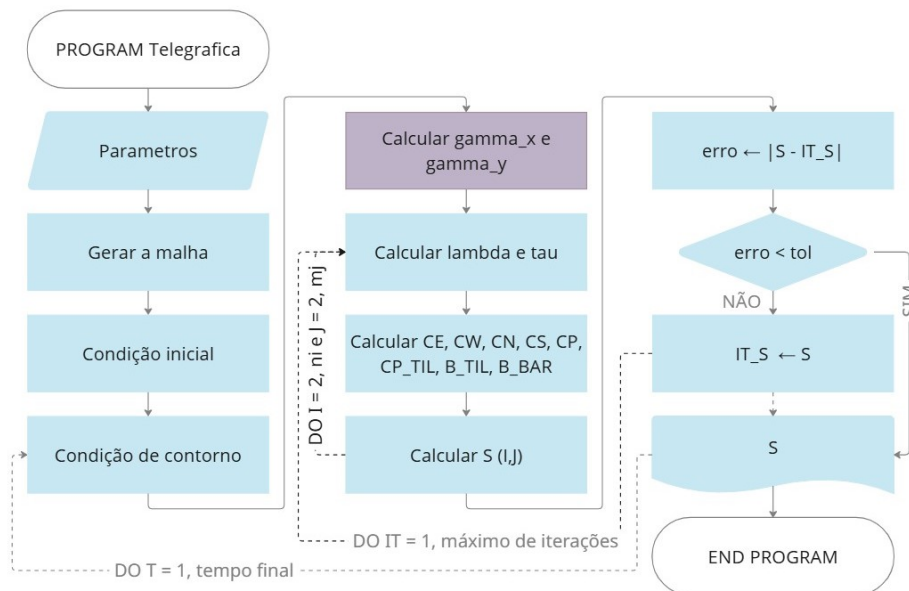 PROGRAM Telegrafica
Parametros
Gerar a malha
Condição inicial
Condição de contorno
Calcular gamma_x e
gamma_y
Calcular lambda e tau
Calcular CE, CW, CN, CS, CP,
CP_TIL, B_TIL, B_BAR
Calcular S (I,J)
DO I = 2, ni e J = 2, mj
erro ← |S - IT_S|
erro < tol
NÃO
SIM
IT_S ← S
S
END PROGRAM
DO IT = 1, máximo de iterações
DO T = 1, tempo final